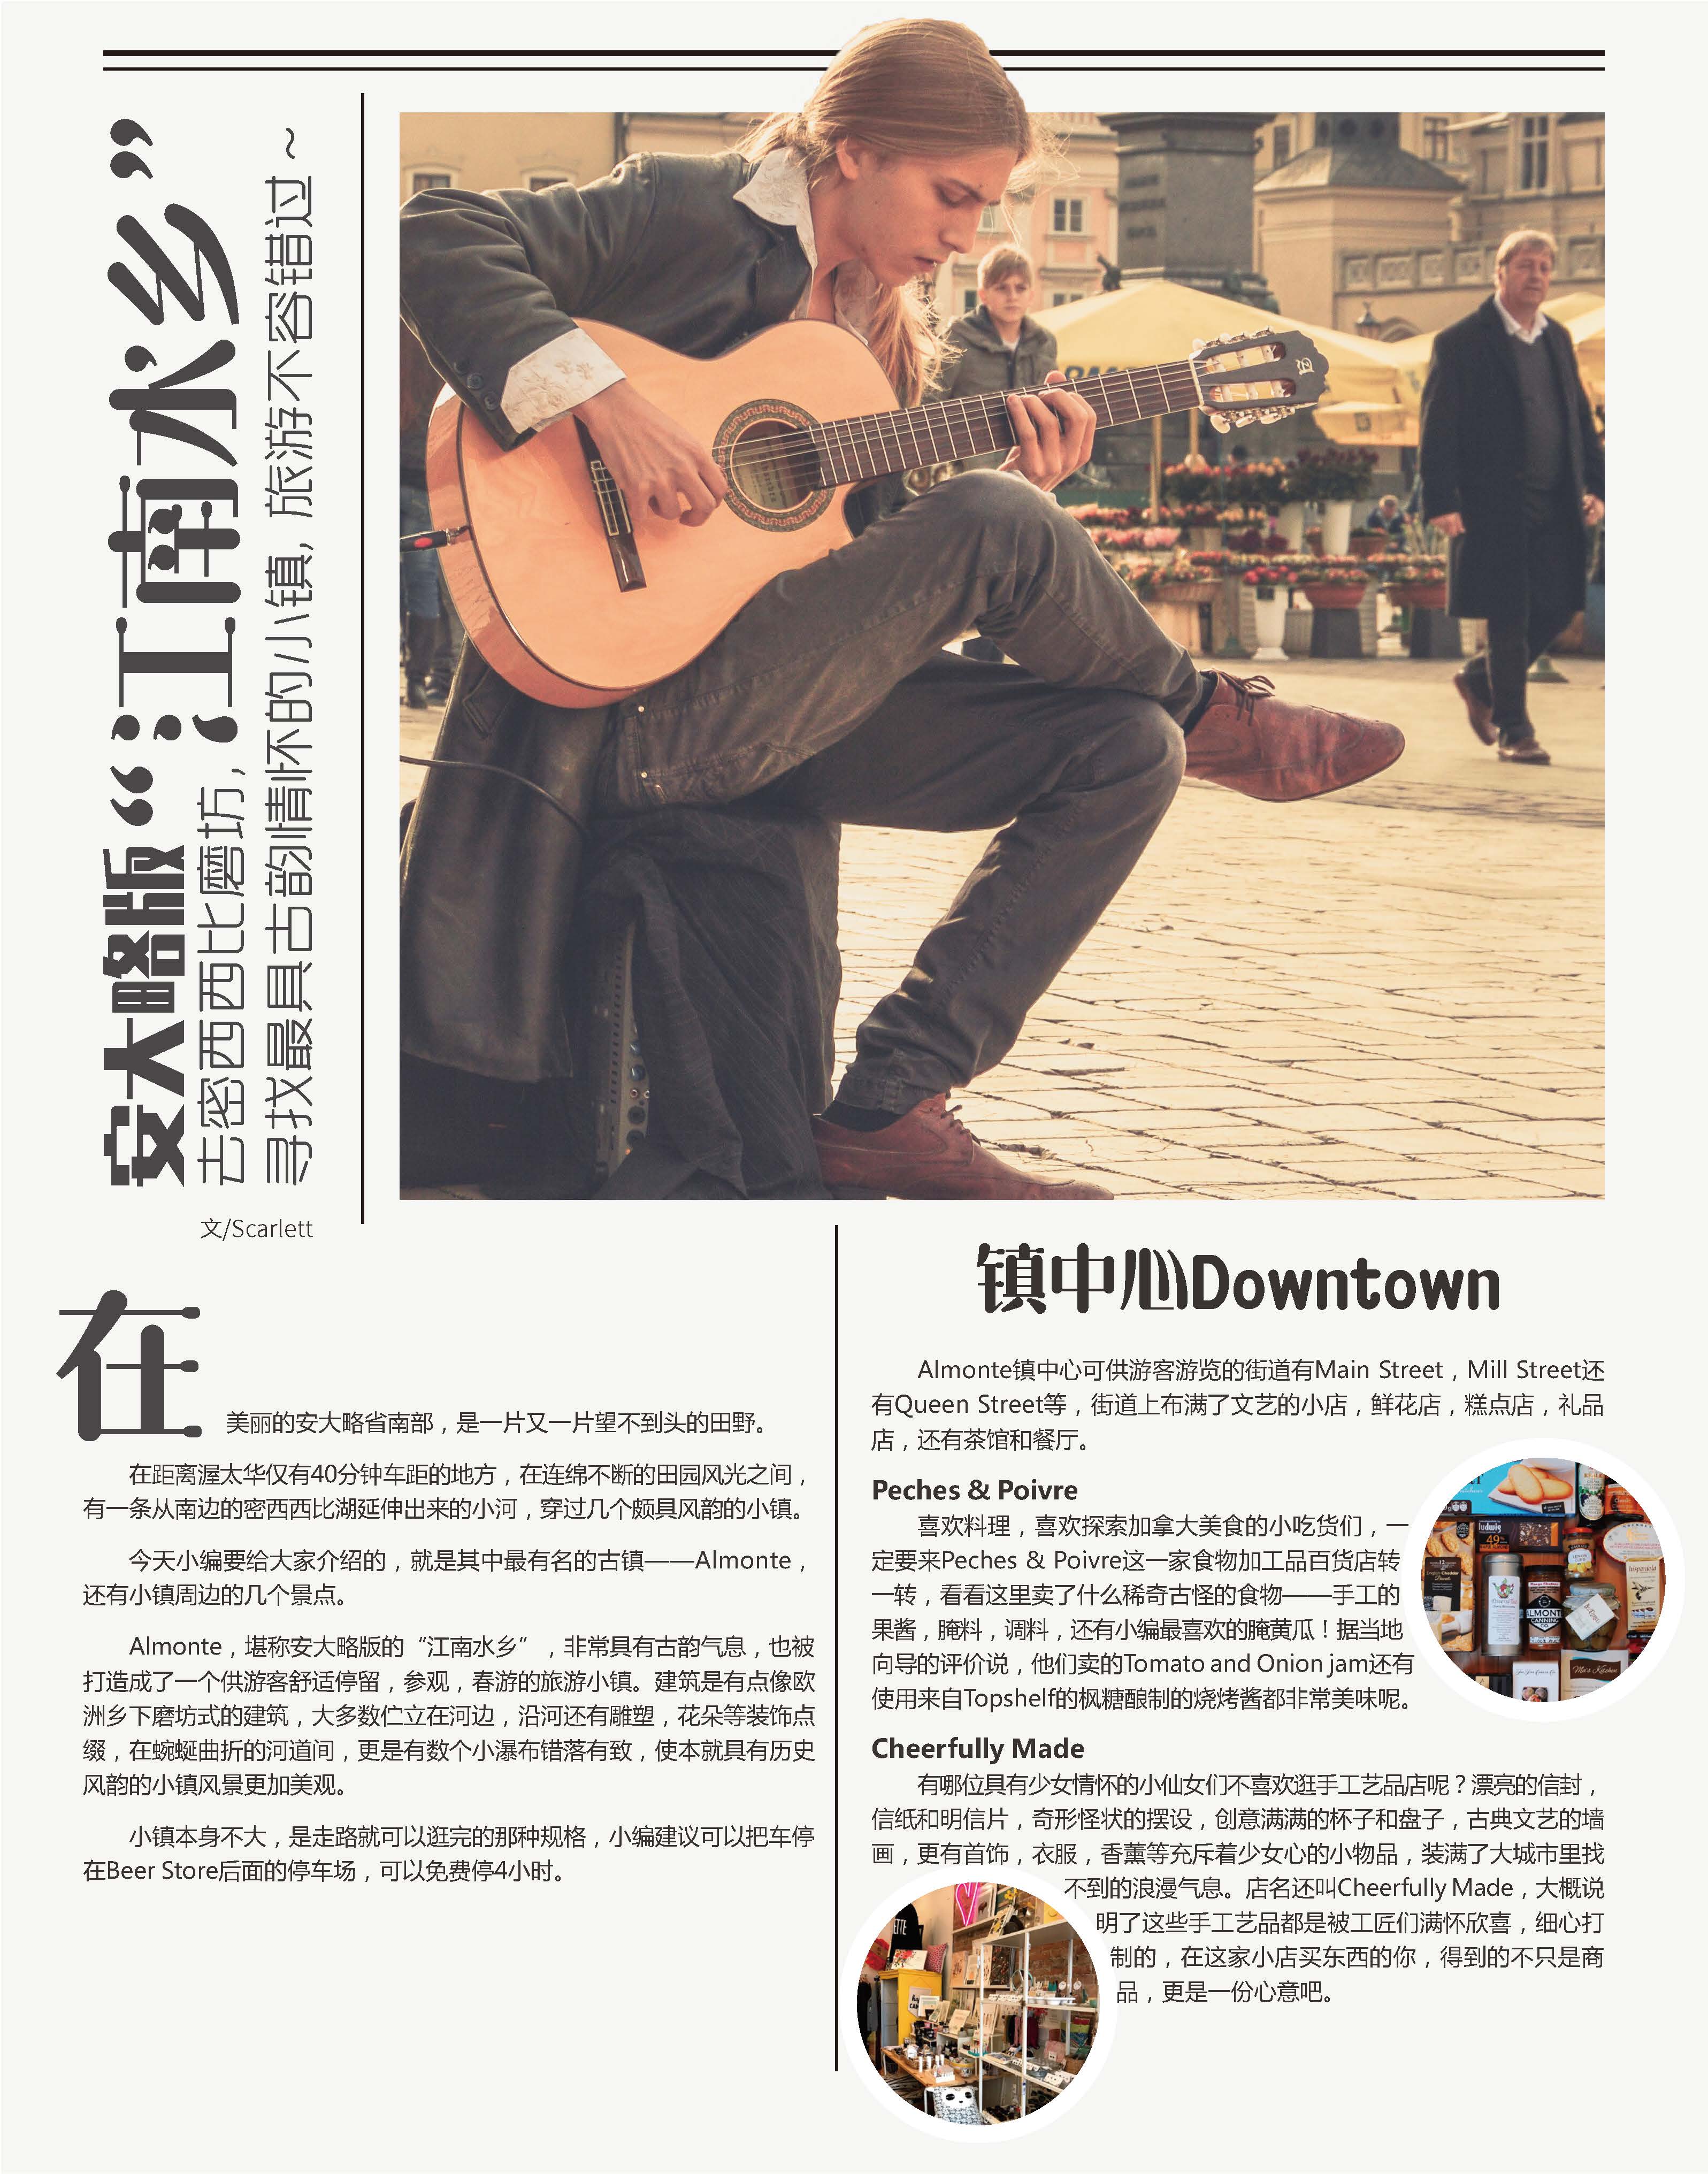 安大略版“江南水乡”
去密西西比磨坊,
寻找最具古韵情怀的小镇, 旅游不容错过~
文/Scarlett
在
美丽的安大略省南部，是一片又一片望不到头的田野。
在距离渥太华仅有40分钟车距的地方，在连绵不断的田园风光之间，
有一条从南边的密西西比湖延伸出来的小河，穿过几个颇具风韵的小镇。
今天小编要给大家介绍的，就是其中最有名的古镇——Almonte，
还有小镇周边的几个景点。
Almonte，堪称安大略版的“江南水乡”，非常具有古韵气息，也被
打造成了一个供游客舒适停留，参观，春游的旅游小镇。建筑是有点像欧
洲乡下磨坊式的建筑，大多数伫立在河边，沿河还有雕塑，花朵等装饰点
缀，在蜿蜒曲折的河道间，更是有数个小瀑布错落有致，使本就具有历史
风韵的小镇风景更加美观。
小镇本身不大，是走路就可以逛完的那种规格，小编建议可以把车停
在Beer Store后面的停车场，可以免费停4小时。
镇中心Downtown
Almonte镇中心可供游客游览的街道有Main Street，Mill Street还
有Queen Street等，街道上布满了文艺的小店，鲜花店，糕点店，礼品
店，还有茶馆和餐厅。
Peches & Poivre
喜欢料理，喜欢探索加拿大美食的小吃货们，一
定要来Peches & Poivre这一家食物加工品百货店转
一转，看看这里卖了什么稀奇古怪的食物——手工的
果酱，腌料，调料，还有小编最喜欢的腌黄瓜！据当地
向导的评价说，他们卖的Tomato and Onion jam还有
使用来自Topshelf的枫糖酿制的烧烤酱都非常美味呢。
ludwig
49%
ALMONTE
CANNING
Ma's Kitchen
Cheerfully Made
有哪位具有少女情怀的小仙女们不喜欢逛手工艺品店呢？漂亮的信封，
信纸和明信片，奇形怪状的摆设，创意满满的杯子和盘子，古典文艺的墙
画，更有首饰，衣服，香薰等充斥着少女心的小物品，装满了大城市里找
不到的浪漫气息。店名还叫Cheerfully Made，大概说
明了这些手工艺品都是被工匠们满怀欣喜，细心打
制的，在这家小店买东西的你，得到的不只是商
品，更是一份心意吧。